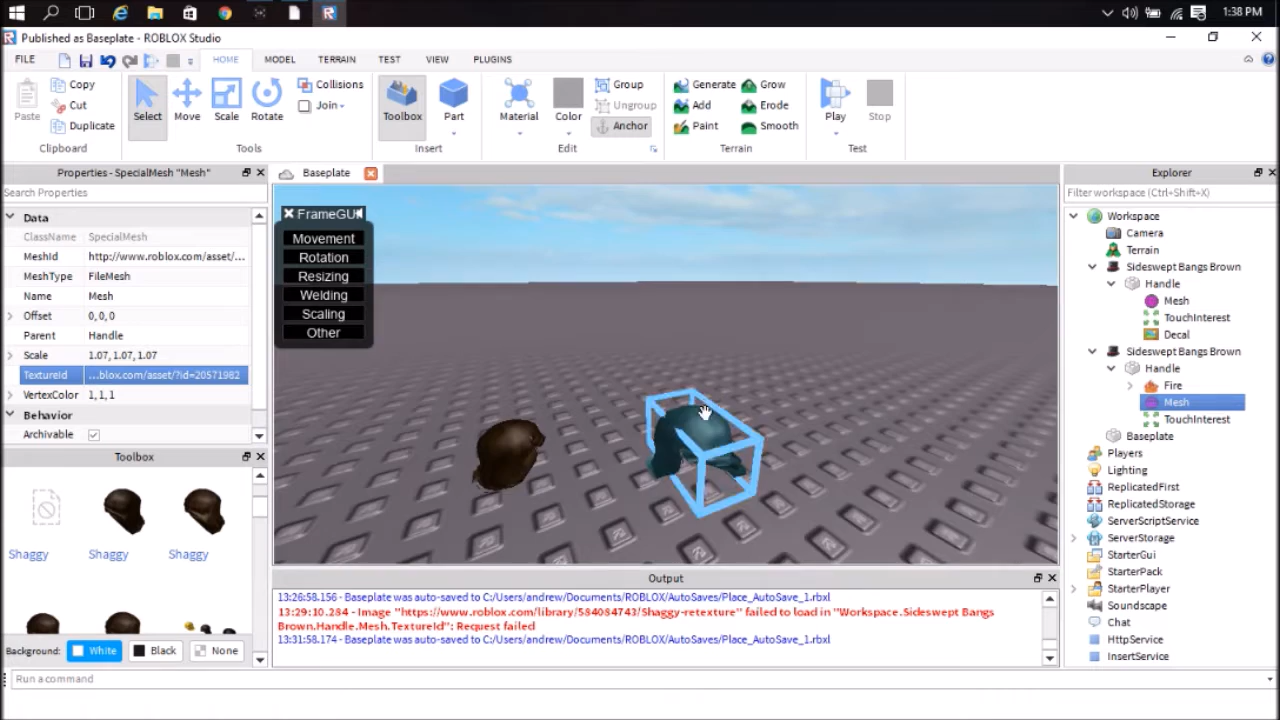 1:38 PM
Published as Baseplate - ROBLOX Studio
FILE HOME MODEL TERRAIN TEST VIEW PLUGINS
Paste
Copy
Cut
Duplicate
Clipboard
Select Move Scale Rotate
Collisions
Join
Tools
Toolbox Part
Insert
Material Color
Group
Ungroup
Anchor
Edit
Generate Grow
Add Erode
Paint Smooth
Terrain
Play Stop
Test
Properties - SpecialMesh "Mesh"
Search Properties
Data
ClassName SpecialMesh
MeshId http://www.roblox.com/asset/...
MeshType FileMesh
Name Mesh
Offset 0,0,0
Parent Handle
Scale 1.07,1.07,1.07
TextureId ...blox.com/asset/?id=20571982
VertexColor 1,1,1
Behavior
Archivable
Toolbox
Shaggy Shaggy Shaggy
Background: White Black None
Baseplate
FrameGUI
Movement
Rotation
Resizing
Welding
Scaling
Other
Output
13:26:58.156 - Baseplate was auto-saved to C:/Users/andrew/Documents/ROBLOX/AutoSaves/Place_AutoSave_1.rbxl
13:29:10.284 - Image "https://www.roblox.com/library/584084743/Shaggy-retexture" failed to load in "Workspace.Sideswept Bangs
Brown.Handle.Mesh.TextureId": Request failed
13:31:58.174 - Baseplate was auto-saved to C:/Users/andrew/Documents/ROBLOX/AutoSaves/Place_AutoSave_1.rbxl
Explorer
Filter workspace (Ctrl+Shift+X)
Workspace
Camera
Terrain
Sideswept Bangs Brown
Handle
Mesh
TouchInterest
Decal
Sideswept Bangs Brown
Handle
Fire
Mesh
TouchInterest
Baseplate
Players
Lighting
ReplicatedFirst
ReplicatedStorage
ServerScriptService
ServerStorage
StarterGui
StarterPack
StarterPlayer
Soundscape
Chat
HttpService
InsertService
Run a command